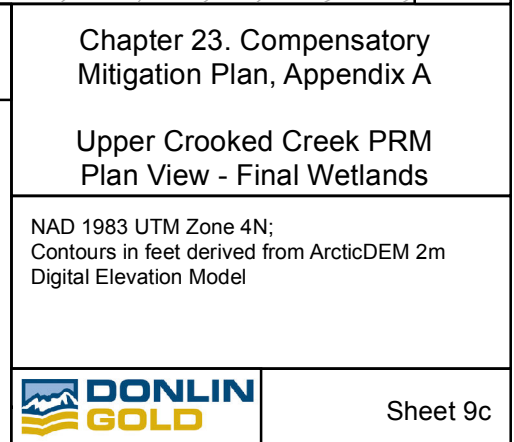 Chapter 23. Compensatory
Mitigation Plan, Appendix A
Upper Crooked Creek PRM
Plan View - Final Wetlands
NAD 1983 UTM Zone 4N;
Contours in feet derived from ArcticDEM 2m
Digital Elevation Model
DONLIN
GOLD
Sheet 9c